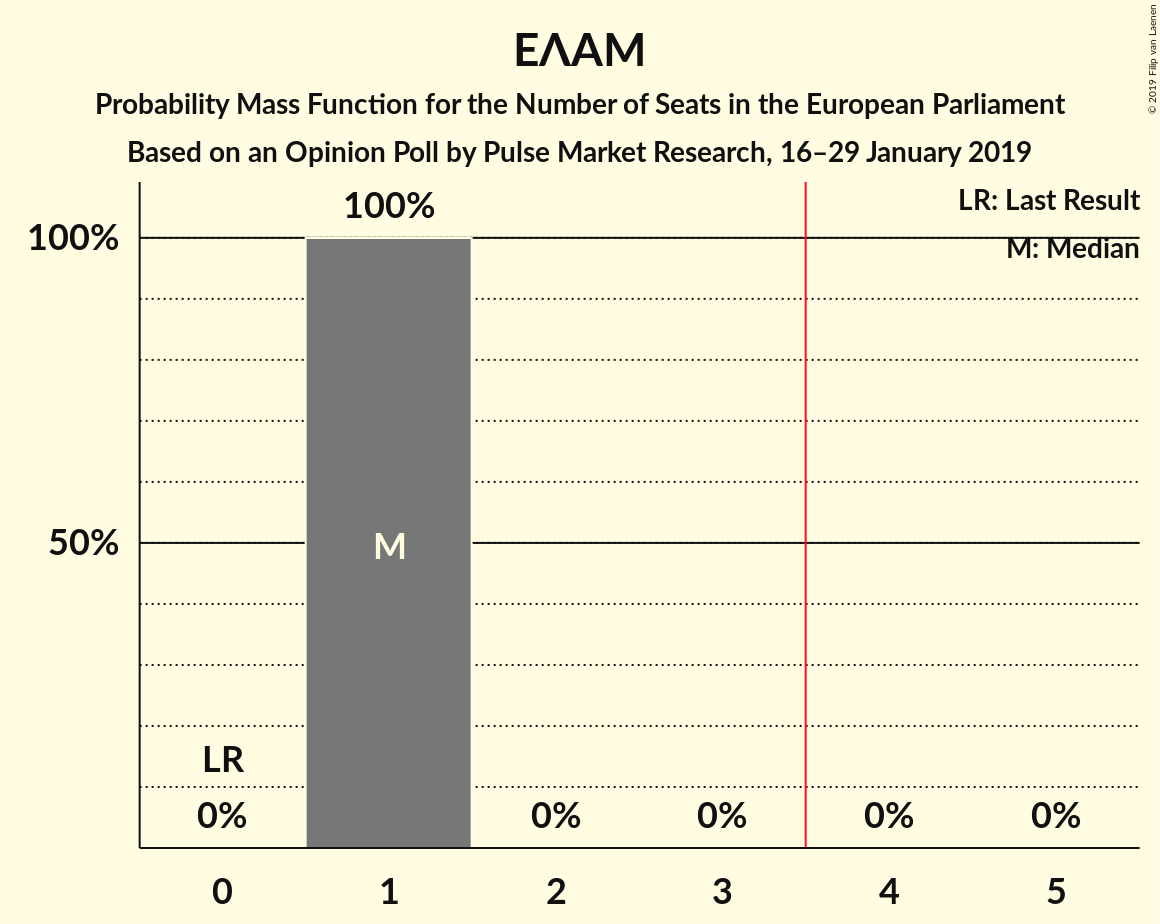 ΕΛΑΜ
Probability Mass Function for the Number of Seats in the European Parliament
Based on an Opinion Poll by Pulse Market Research, 16–29 January 2019
© 2019 Filip van Laenen
LR: Last Result
M: Median
100%
100%
50%
M
LR
0%
0%
0%
0%
0%
0 1 2 3 4 5